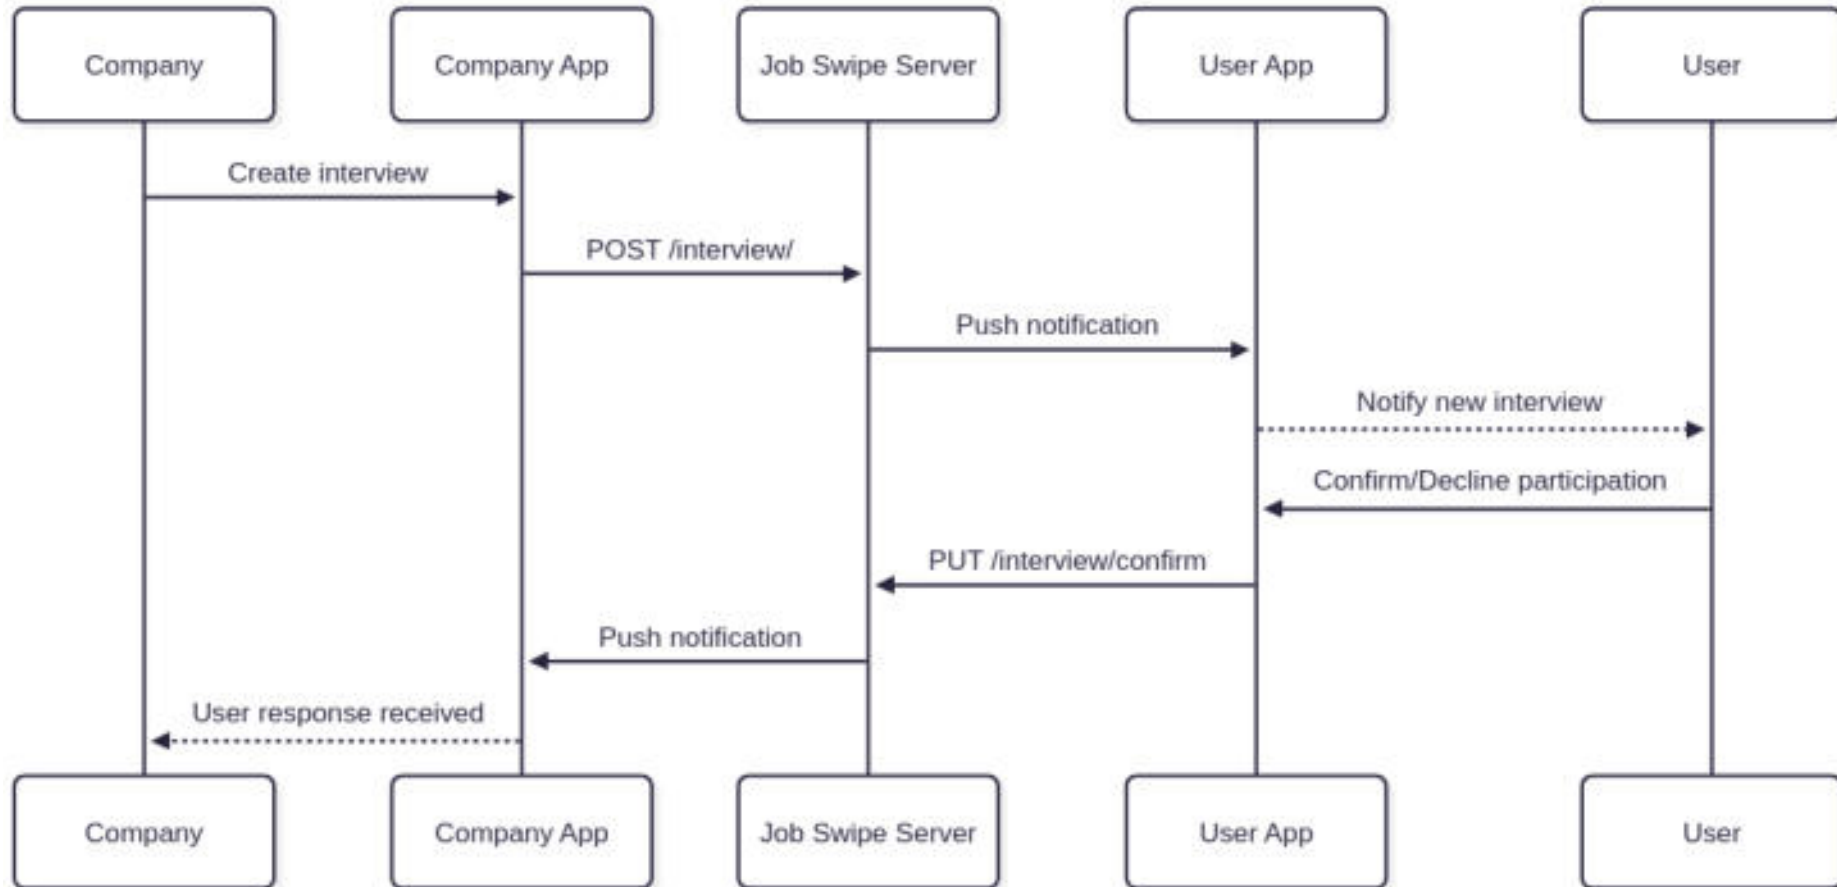 Company
Company App
Job Swipe Server
User App
User
Create interview
POST /interview/
Push notification
Notify new interview
Confirm/Decline participation
PUT /interview/confirm
Push notification
User response received
Company
Company App
Job Swipe Server
User App
User